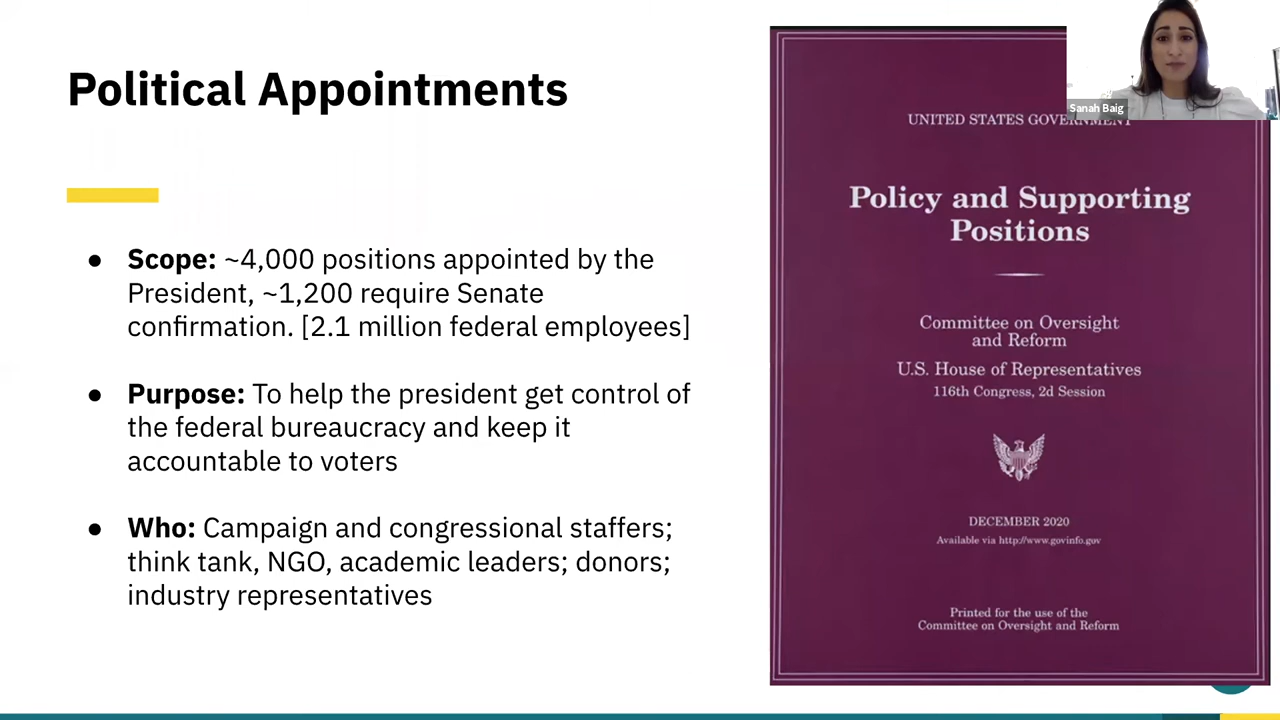 Political Appointments
● Scope: ~4,000 positions appointed by the
President, ~1,200 require Senate
confirmation. [2.1 million federal employees]
● Purpose: To help the president get control of
the federal bureaucracy and keep it
accountable to voters
● Who: Campaign and congressional staffers;
think tank, NGO, academic leaders; donors;
industry representatives
Sanah Baig
UNITED STATES GOVERNMENT
Policy and Supporting
Positions
Committee on Oversight
and Reform
U.S. House of Representatives
116th Congress, 2d Session
DECEMBER 2020
Available via http://www.govinfo.gov
Printed for the use of the
Committee on Oversight and Reform